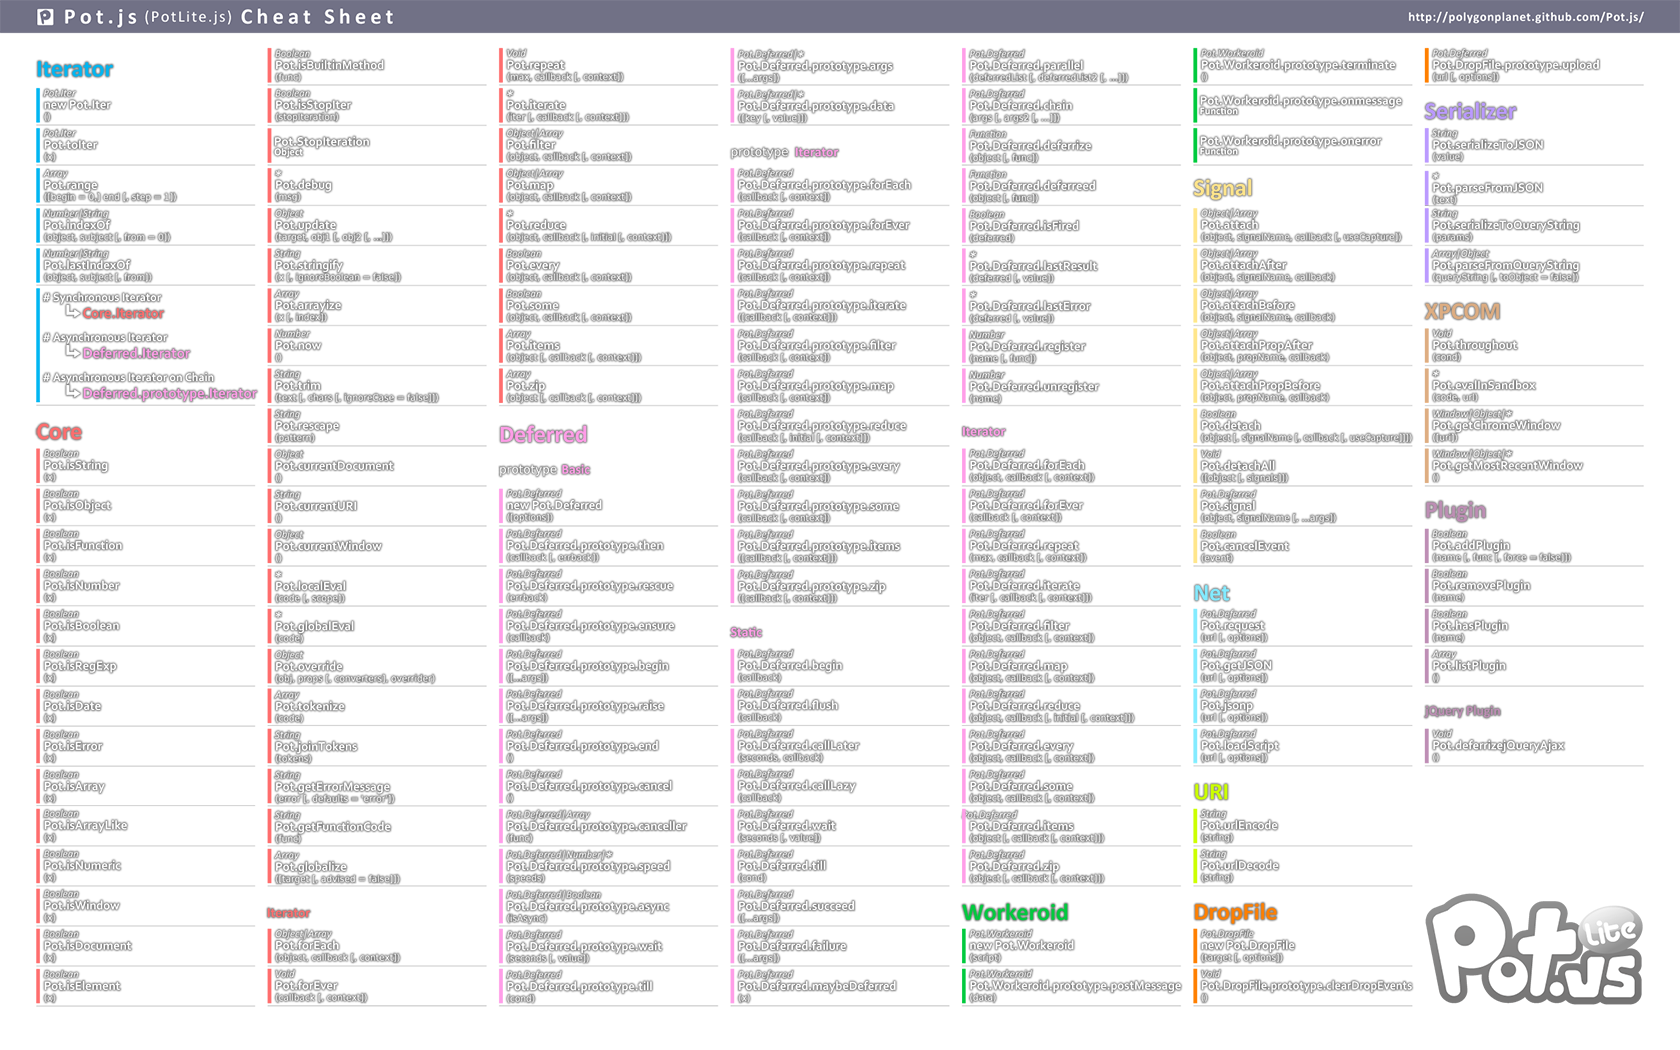 Pot.js (PotLite.js) Cheat Sheet
http://polygonplanet.github.com/Pot.js/
Iterator
Pot.Iter
new Pot.Iter
()
Pot.Iter
Pot.toIter
(x)
Array
Pot.range
([begin = 0,] end [, step = 1])
Number|String
Pot.indexOf
(object, subject [, from = 0])
Number|String
Pot.lastIndexOf
(object, subject [, from])
# Synchronous Iterator
Core.Iterator
# Asynchronous Iterator
Deferred.Iterator
# Asynchronous Iterator on Chain
Deferred.prototype.Iterator
Core
Boolean
Pot.isString
(x)
Boolean
Pot.isObject
(x)
Boolean
Pot.isFunction
(x)
Boolean
Pot.isNumber
(x)
Boolean
Pot.isBoolean
(x)
Boolean
Pot.isRegExp
(x)
Boolean
Pot.isDate
(x)
Boolean
Pot.isError
(x)
Boolean
Pot.isArray
(x)
Boolean
Pot.isArrayLike
(x)
Boolean
Pot.isNumeric
(x)
Boolean
Pot.isWindow
(x)
Boolean
Pot.isDocument
(x)
Boolean
Pot.isElement
(x)
Boolean
Pot.isBuiltinMethod
(func)
Boolean
Pot.isStopIter
(stopIteration)
Pot.StopIteration
Object
*
Pot.debug
(msg)
Object
Pot.update
(target, obj1 [, obj2 [, ...]])
String
Pot.stringify
(x [, ignoreBoolean = false])
Array
Pot.arrayize
(x [, index])
Number
Pot.now
()
String
Pot.trim
(text [, chars [, ignoreCase = false]])
String
Pot.rescape
(pattern)
Object
Pot.currentDocument
()
String
Pot.currentURI
()
Object
Pot.currentWindow
()
*
Pot.localEval
(code [, scope])
*
Pot.globalEval
(code)
Object
Pot.override
(obj, props [, converters], overrider)
Array
Pot.tokenize
(code)
String
Pot.joinTokens
(tokens)
String
Pot.getErrorMessage
(error [, defaults = 'error'])
String
Pot.getFunctionCode
(func)
Array
Pot.globalize
([target [, advised = false]])
Iterator
Object|Array
Pot.forEach
(object, callback [, context])
Void
Pot.forEver
(callback [, context])
Void
Pot.repeat
(max, callback [, context])
*
Pot.iterate
(iter [, callback [, context]])
Object|Array
Pot.filter
(object, callback [, context])
Object|Array
Pot.map
(object, callback [, context])
*
Pot.reduce
(object, callback [, initial [, context]])
Boolean
Pot.every
(object, callback [, context])
Boolean
Pot.some
(object, callback [, context])
Array
Pot.items
(object [, callback [, context]])
Array
Pot.zip
(object [, callback [, context]])
Deferred
prototype Basic
Pot.Deferred
new Pot.Deferred
([options])
Pot.Deferred
Pot.Deferred.prototype.then
(callback [, errback])
Pot.Deferred
Pot.Deferred.prototype.rescue
(errback)
Pot.Deferred
Pot.Deferred.prototype.ensure
(callback)
Pot.Deferred
Pot.Deferred.prototype.begin
([...args])
Pot.Deferred
Pot.Deferred.prototype.raise
([...args])
Pot.Deferred
Pot.Deferred.prototype.end
()
Pot.Deferred
Pot.Deferred.prototype.cancel
()
Pot.Deferred|Array
Pot.Deferred.prototype.canceller
(func)
Pot.Deferred|Number|*
Pot.Deferred.prototype.speed
(speeds)
Pot.Deferred|Boolean
Pot.Deferred.prototype.async
(isAsync)
Pot.Deferred
Pot.Deferred.prototype.wait
(seconds [, value])
Pot.Deferred
Pot.Deferred.prototype.till
(cond)
Pot.Deferred|*
Pot.Deferred.prototype.args
([...args])
Pot.Deferred|*
Pot.Deferred.prototype.data
([key [, value]])
prototype Iterator
Pot.Deferred
Pot.Deferred.prototype.forEach
(callback [, context])
Pot.Deferred
Pot.Deferred.prototype.forEver
(callback [, context])
Pot.Deferred
Pot.Deferred.prototype.repeat
(callback [, context])
Pot.Deferred
Pot.Deferred.prototype.iterate
([callback [, context]])
Pot.Deferred
Pot.Deferred.prototype.filter
(callback [, context])
Pot.Deferred
Pot.Deferred.prototype.map
(callback [, context])
Pot.Deferred
Pot.Deferred.prototype.reduce
(callback [, initial [, context]])
Pot.Deferred
Pot.Deferred.prototype.every
(callback [, context])
Pot.Deferred
Pot.Deferred.prototype.some
(callback [, context])
Pot.Deferred
Pot.Deferred.prototype.items
([callback [, context]])
Pot.Deferred
Pot.Deferred.prototype.zip
([callback [, context]])
Static
Pot.Deferred
Pot.Deferred.begin
(callback)
Pot.Deferred
Pot.Deferred.flush
(callback)
Pot.Deferred
Pot.Deferred.callLater
(seconds, callback)
Pot.Deferred
Pot.Deferred.callLazy
(callback)
Pot.Deferred
Pot.Deferred.wait
(seconds [, value])
Pot.Deferred
Pot.Deferred.till
(cond)
Pot.Deferred
Pot.Deferred.succeed
([...args])
Pot.Deferred
Pot.Deferred.failure
([...args])
Pot.Deferred
Pot.Deferred.maybeDeferred
(x)
Pot.Deferred
Pot.Deferred.parallel
(deferredList [, deferredList2 [, ...]])
Pot.Deferred
Pot.Deferred.chain
(args [, args2 [, ...]])
Function
Pot.Deferred.deferrize
(object [, func])
Function
Pot.Deferred.deferreed
(object [, func])
Boolean
Pot.Deferred.isFired
(deferred)
*
Pot.Deferred.lastResult
(deferred [, value])
*
Pot.Deferred.lastError
(deferred [, value])
Number
Pot.Deferred.register
(name [, func])
Number
Pot.Deferred.unregister
(name)
Iterator
Pot.Deferred
Pot.Deferred.forEach
(object, callback [, context])
Pot.Deferred
Pot.Deferred.forEver
(callback [, context])
Pot.Deferred
Pot.Deferred.repeat
(max, callback [, context])
Pot.Deferred
Pot.Deferred.iterate
(iter [, callback [, context]])
Pot.Deferred
Pot.Deferred.filter
(object, callback [, context])
Pot.Deferred
Pot.Deferred.map
(object, callback [, context])
Pot.Deferred
Pot.Deferred.reduce
(object, callback [, initial [, context]])
Pot.Deferred
Pot.Deferred.every
(object, callback [, context])
Pot.Deferred
Pot.Deferred.some
(object, callback [, context])
Pot.Deferred
Pot.Deferred.items
(object [, callback [, context]])
Pot.Deferred
Pot.Deferred.zip
(object [, callback [, context]])
Workeroid
Pot.Workeroid
new Pot.Workeroid
(script)
Pot.Workeroid
Pot.Workeroid.prototype.postMessage
(data)
Pot.Workeroid
Pot.Workeroid.prototype.terminate
()
Pot.Workeroid.prototype.onmessage
Function
Pot.Workeroid.prototype.onerror
Function
Signal
Object|Array
Pot.attach
(object, signalName, callback [, useCapture])
Object|Array
Pot.attachAfter
(object, signalName, callback)
Object|Array
Pot.attachBefore
(object, signalName, callback)
Object|Array
Pot.attachPropAfter
(object, propName, callback)
Object|Array
Pot.attachPropBefore
(object, propName, callback)
Boolean
Pot.detach
(object [, signalName [, callback [, useCapture]]])
Void
Pot.detachAll
([object [, signals]])
Pot.Deferred
Pot.signal
(object, signalName [, ...args])
Boolean
Pot.cancelEvent
(event)
Net
Pot.Deferred
Pot.request
(url [, options])
Pot.Deferred
Pot.getJSON
(url [, options])
Pot.Deferred
Pot.jsonp
(url [, options])
Pot.Deferred
Pot.loadScript
(url [, options])
URI
String
Pot.urlEncode
(string)
String
Pot.urlDecode
(string)
DropFile
Pot.DropFile
new Pot.DropFile
(target [, options])
Void
Pot.DropFile.prototype.clearDropEvents
()
Pot.Deferred
Pot.DropFile.prototype.upload
(url [, options])
Serializer
String
Pot.serializeToJSON
(value)
*
Pot.parseFromJSON
(text)
String
Pot.serializeToQueryString
(params)
Array|Object
Pot.parseFromQueryString
(queryString [, toObject = false])
XPCOM
Void
Pot.throughout
(cond)
*
Pot.evalInSandbox
(code, url)
Window|Object|*
Pot.getChromeWindow
([uri])
Window|Object|*
Pot.getMostRecentWindow
()
Plugin
Boolean
Pot.addPlugin
(name [, func [, force = false]])
Boolean
Pot.removePlugin
(name)
Boolean
Pot.hasPlugin
(name)
Array
Pot.listPlugin
()
jQuery Plugin
Void
Pot.deferrizejQueryAjax
()
Pot.js
Lite